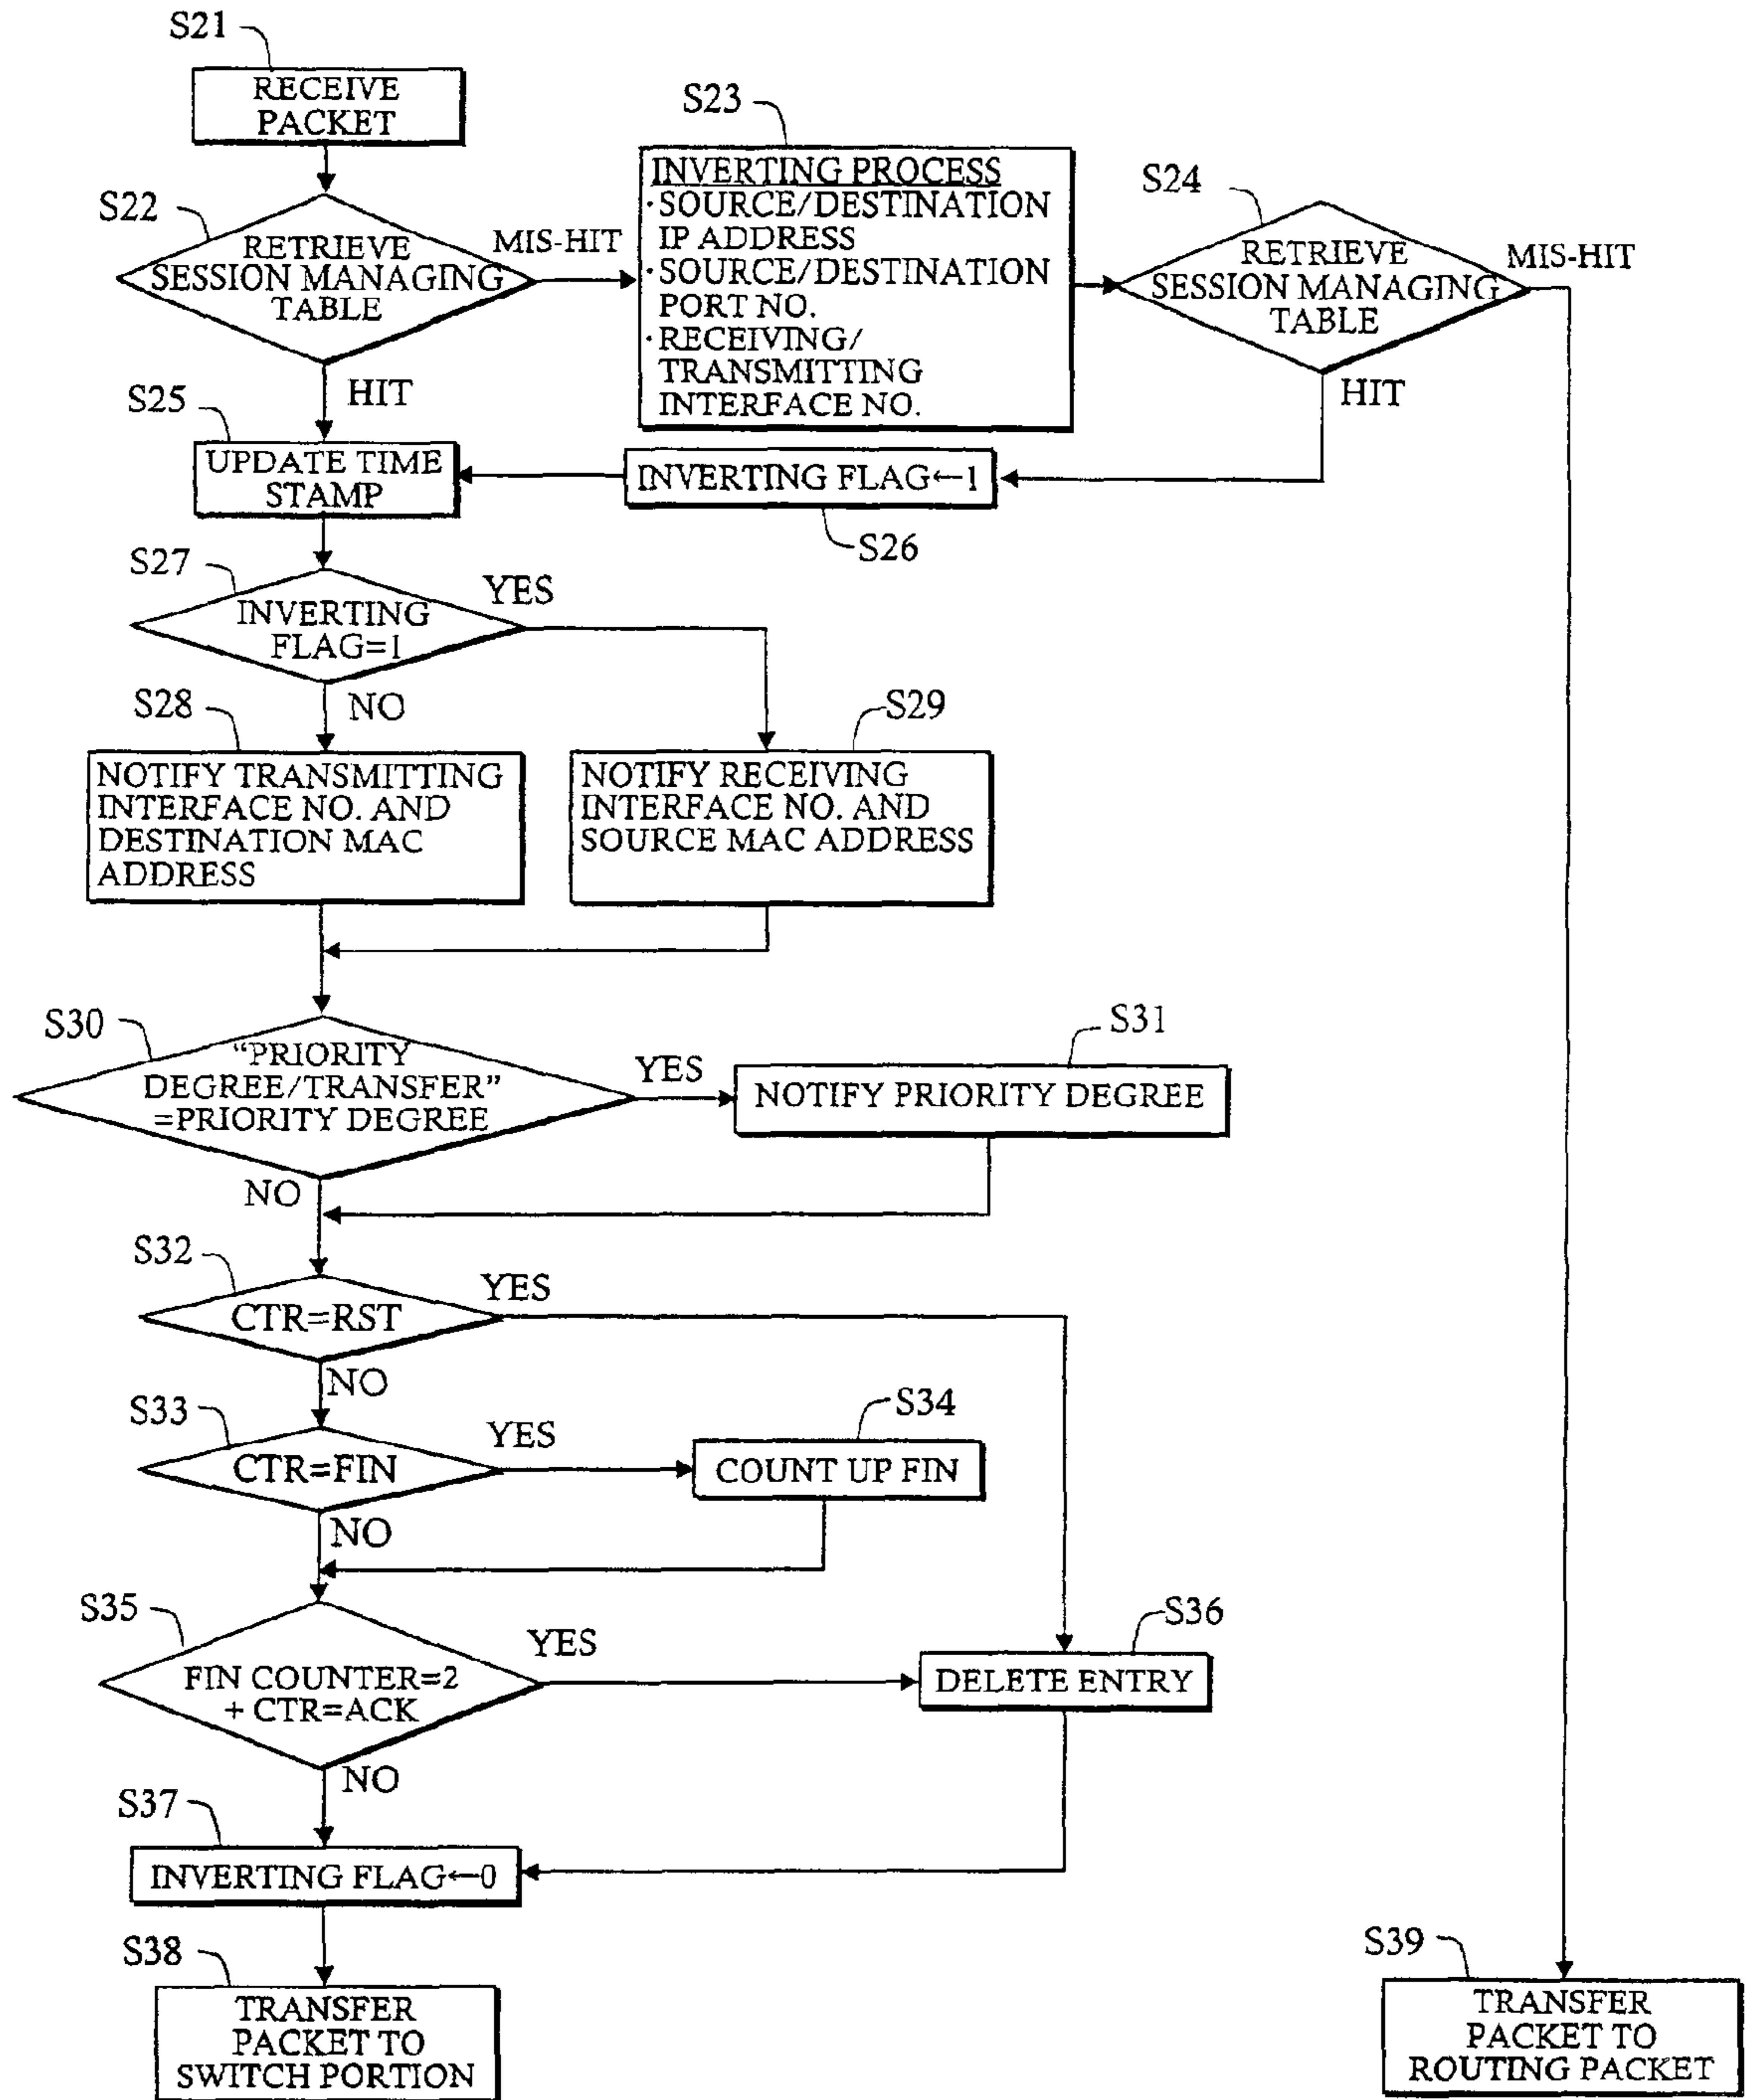 S21
RECEIVE
PACKET
S22
RETRIEVE
SESSION MANAGING
TABLE
MIS-HIT
HIT
S23
INVERTING PROCESS
·SOURCE/DESTINATION
IP ADDRESS
·SOURCE/DESTINATION
PORT NO.
·RECEIVING/
TRANSMITTING
INTERFACE NO.
S24
RETRIEVE
SESSION MANAGING
TABLE
MIS-HIT
HIT
S25
UPDATE TIME
STAMP
INVERTING FLAG←1
S26
S27
INVERTING
FLAG=1
YES
NO
S28
NOTIFY TRANSMITTING
INTERFACE NO. AND
DESTINATION MAC
ADDRESS
S29
NOTIFY RECEIVING
INTERFACE NO. AND
SOURCE MAC ADDRESS
S30
“PRIORITY
DEGREE/TRANSFER”
=PRIORITY DEGREE
YES
NO
S31
NOTIFY PRIORITY DEGREE
S32
CTR=RST
YES
NO
S33
CTR=FIN
YES
NO
S34
COUNT UP FIN
S35
FIN COUNTER=2
+ CTR=ACK
YES
NO
S36
DELETE ENTRY
S37
INVERTING FLAG←0
S38
TRANSFER
PACKET TO
SWITCH PORTION
S39
TRANSFER
PACKET TO
ROUTING PACKET